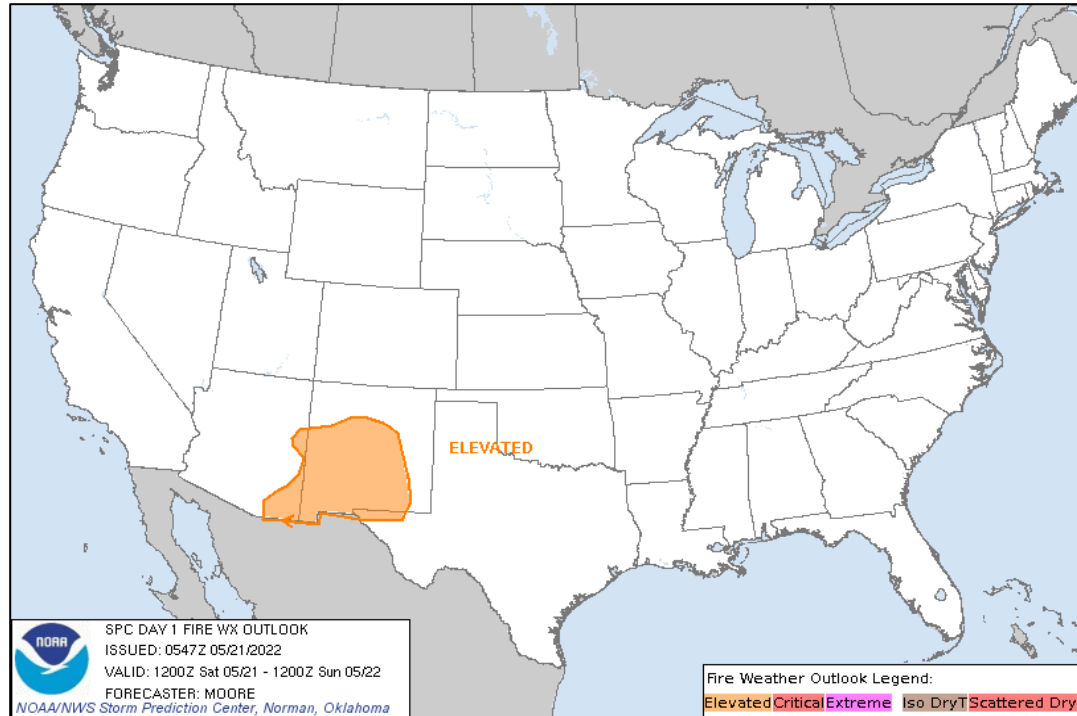 ELEVATED
NOAA
SPC DAY 1 FIRE WX OUTLOOK
ISSUED: 0547Z 05/21/2022
VALID: 1200Z Sat 05/21 - 1200Z Sun 05/22
FORECASTER: MOORE
NOAA/NWS Storm Prediction Center, Norman, Oklahoma
Fire Weather Outlook Legend:
Elevated Critical Extreme Iso DryT Scattered Dry